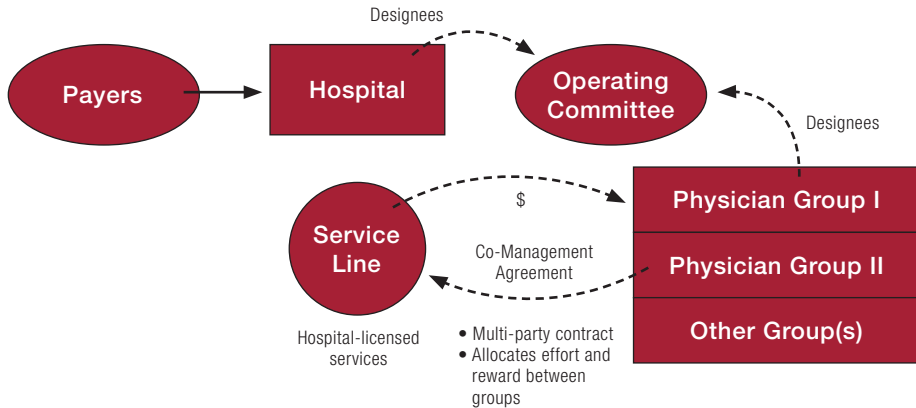 Designees
Payers
Hospital
Operating
Committee
Designees
$
Physician Group I
Service
Line
Co-Management
Agreement
Physician Group II
Hospital-licensed
services
• Multi-party contract
• Allocates effort and
reward between
groups
Other Group(s)